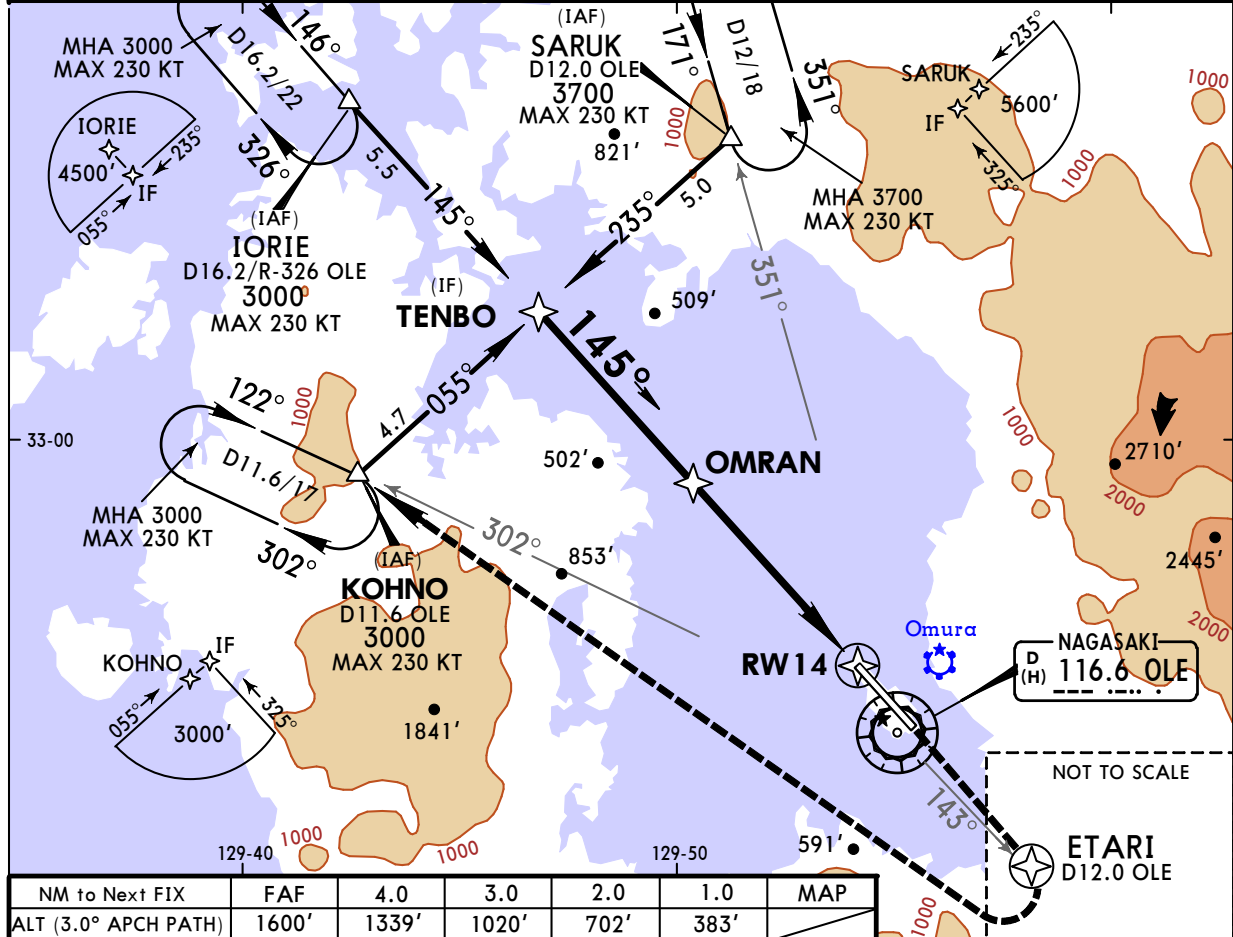 MHA 3000
MAX 230 KT
146°
D16.2/22
326°
IORIE
4500'
IF
235°
055°
(IAF)
IORIE
D16.2/R-326 OLE
3000
MAX 230 KT
5.5
145°
(IAF)
SARUK
D12.0 OLE
3700
MAX 230 KT
821'
1000
171°
D12/18
351°
MHA 3700
MAX 230 KT
235°
5.0
235°
SARUK
IF
5600'
325°
1000
1000
(IF)
TENBO
509'
351°
145°
122°
1000
055°
4.7
33-00
D11.6/17
MHA 3000
MAX 230 KT
302°
502'
OMRAN
1000
2710'
2000
2445'
2000
302°
853'
(IAF)
KOHNO
D11.6 OLE
3000
MAX 230 KT
KOHNO
IF
055°
325°
3000'
1841'
RW14
Omura
NAGASAKI
D
(H)
116.6 OLE
NOT TO SCALE
143°
ETARI
D12.0 OLE
591'
1000
1000
1000
129-40
129-50
NM to Next FIX FAF 4.0 3.0 2.0 1.0 MAP
ALT (3.0° APCH PATH) 1600' 1339' 1020' 702' 383'